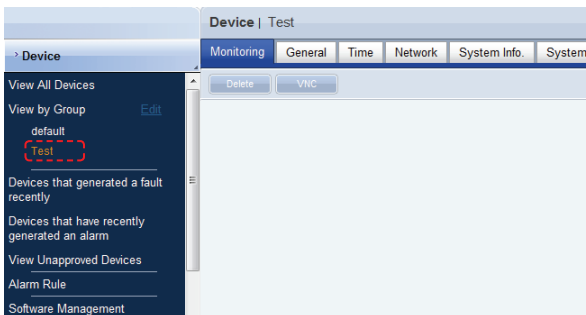 Device | Test
Device
Monitoring General Time Network System Info. System
Delete VNC
View All Devices
View by Group Edit
default
Test
Devices that generated a fault
recently
Devices that have recently
generated an alarm
View Unapproved Devices
Alarm Rule
Software Management